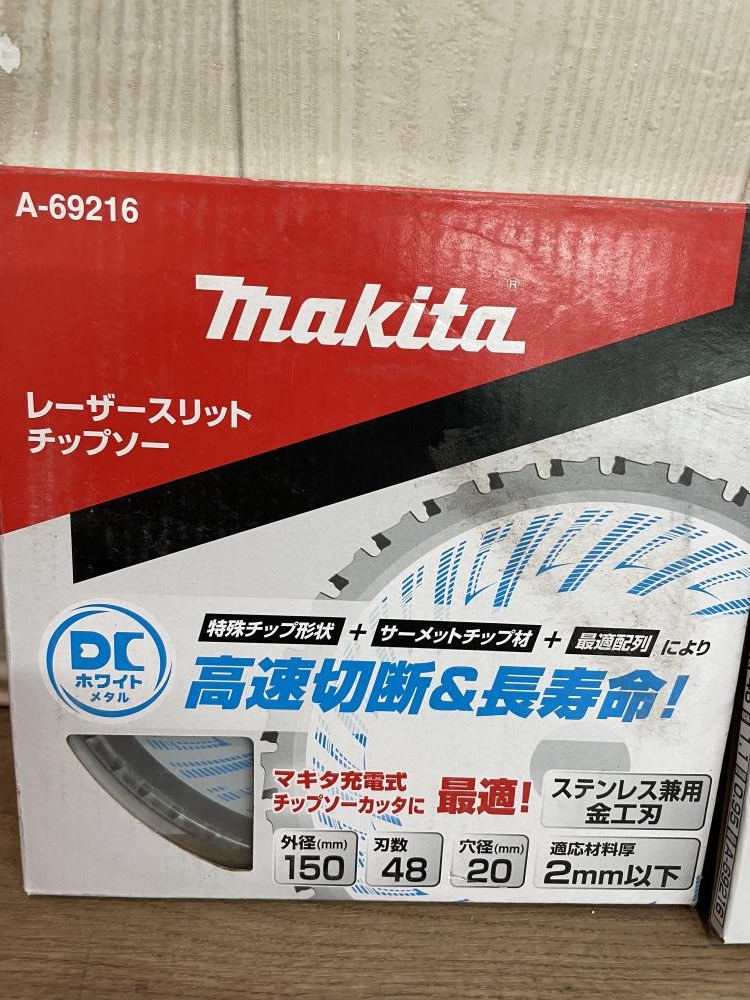 A-69216
makita®
レーザースリット
チップソー
DC
ホワイト
メタル
特殊チップ形状 + サーメットチップ材 + 最適配列 により
高速切断&長寿命!
マキタ充電式
チップソーカッタに 最適!
ステンレス兼用
金工刃
外径(mm)
150
刃数
48
穴径(mm)
20
適応材料厚
2mm以下
A-69216